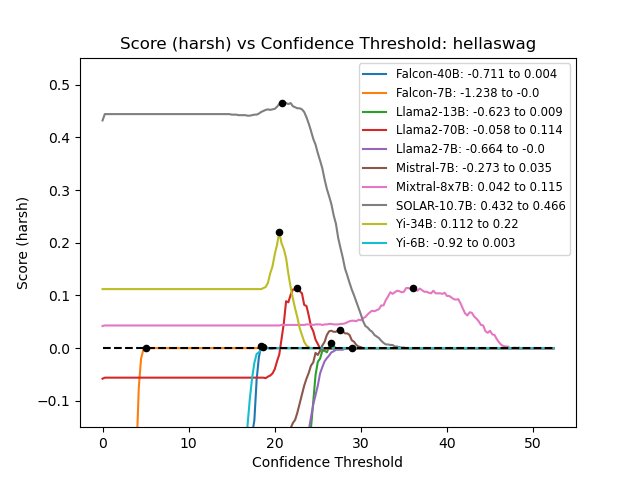 Score (harsh) vs Confidence Threshold: hellaswag
Falcon-40B: -0.711 to 0.004
Falcon-7B: -1.238 to -0.0
Llama2-13B: -0.623 to 0.009
Llama2-70B: -0.058 to 0.114
Llama2-7B: -0.664 to -0.0
Mistral-7B: -0.273 to 0.035
Mixtral-8x7B: 0.042 to 0.115
SOLAR-10.7B: 0.432 to 0.466
Yi-34B: 0.112 to 0.22
Yi-6B: -0.92 to 0.003
Score (harsh)
0.5
0.4
0.3
0.2
0.1
0.0
−0.1
0 10 20 30 40 50
Confidence Threshold